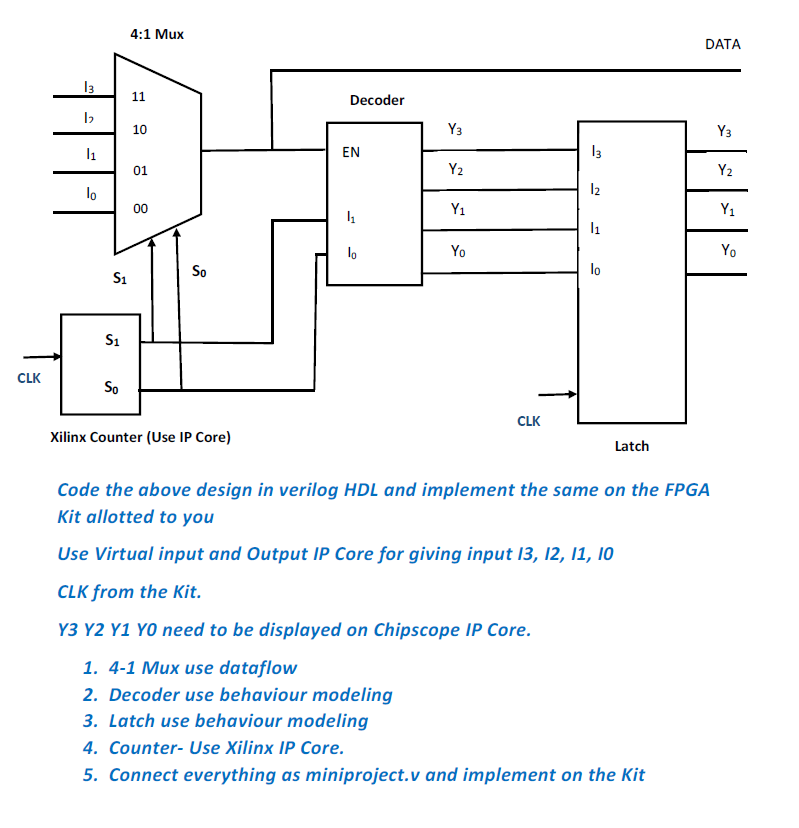 4:1 Mux
DATA
I3
11
Decoder
I2
10
EN
Y3
I3
Y3
I1
01
Y2
I2
Y2
I0
00
I1
Y1
I1
Y1
I0
Y0
I0
Y0
S1
S0
S1
CLK
S0
CLK
Xilinx Counter (Use IP Core)
Latch
Code the above design in verilog HDL and implement the same on the FPGA
Kit allotted to you
Use Virtual input and Output IP Core for giving input I3, I2, I1, I0
CLK from the Kit.
Y3 Y2 Y1 Y0 need to be displayed on Chipscope IP Core.
1. 4-1 Mux use dataflow
2. Decoder use behaviour modeling
3. Latch use behaviour modeling
4. Counter- Use Xilinx IP Core.
5. Connect everything as miniproject.v and implement on the Kit